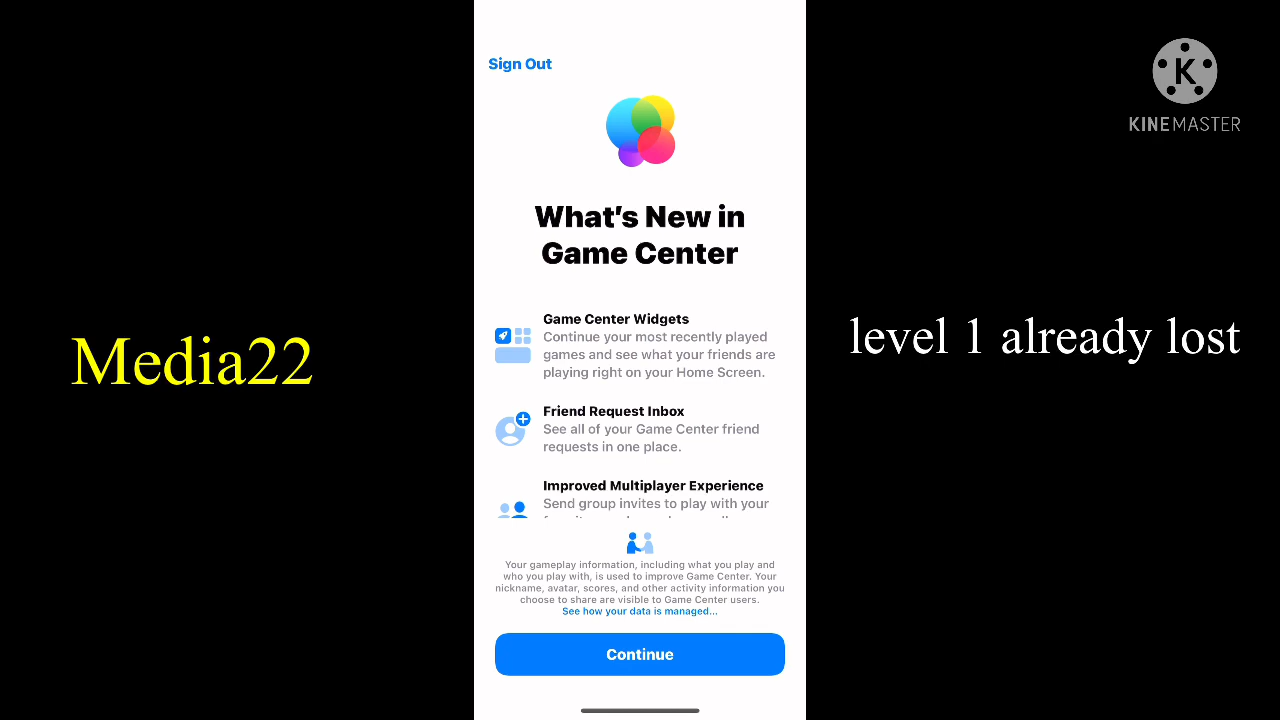 Sign Out
KINEMASTER
What's New in
Game Center
Game Center Widgets
Continue your most recently played
games and see what your friends are
playing right on your Home Screen.
Media22
level 1 already lost
Friend Request Inbox
See all of your Game Center friend
requests in one place.
Improved Multiplayer Experience
Send group invites to play with your
Your gameplay information, including what you play and
who you play with, is used to improve Game Center. Your
nickname, avatar, scores, and other activity information you
choose to share are visible to Game Center users.
See how your data is managed...
Continue